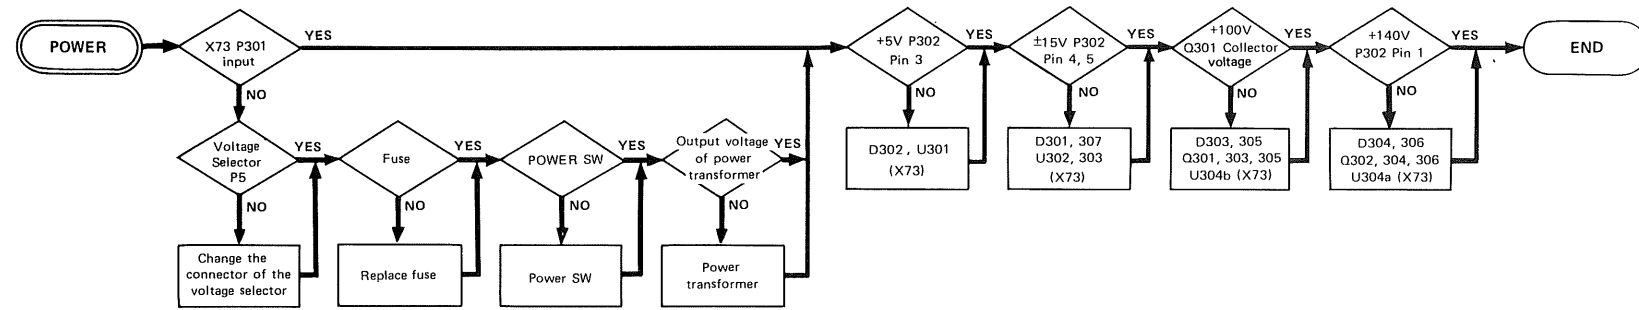 POWER
X73 P301
input
YES
NO
Voltage
Selector
P5
YES
NO
Change the
connector of the
voltage selector
Fuse
YES
NO
Replace fuse
POWER SW
YES
NO
Power SW
Output voltage
of power
transformer
YES
NO
Power
transformer
+5V P302
Pin 3
YES
NO
D302, U301
(X73)
±15V P302
Pin 4, 5
YES
NO
D301, 307
U302, 303
(X73)
+100V
Q301 Collector
voltage
YES
NO
D303, 305
Q301, 303, 305
U304b (X73)
+140V
P302 Pin 1
YES
NO
D304, 306
Q302, 304, 306
U304a (X73)
END